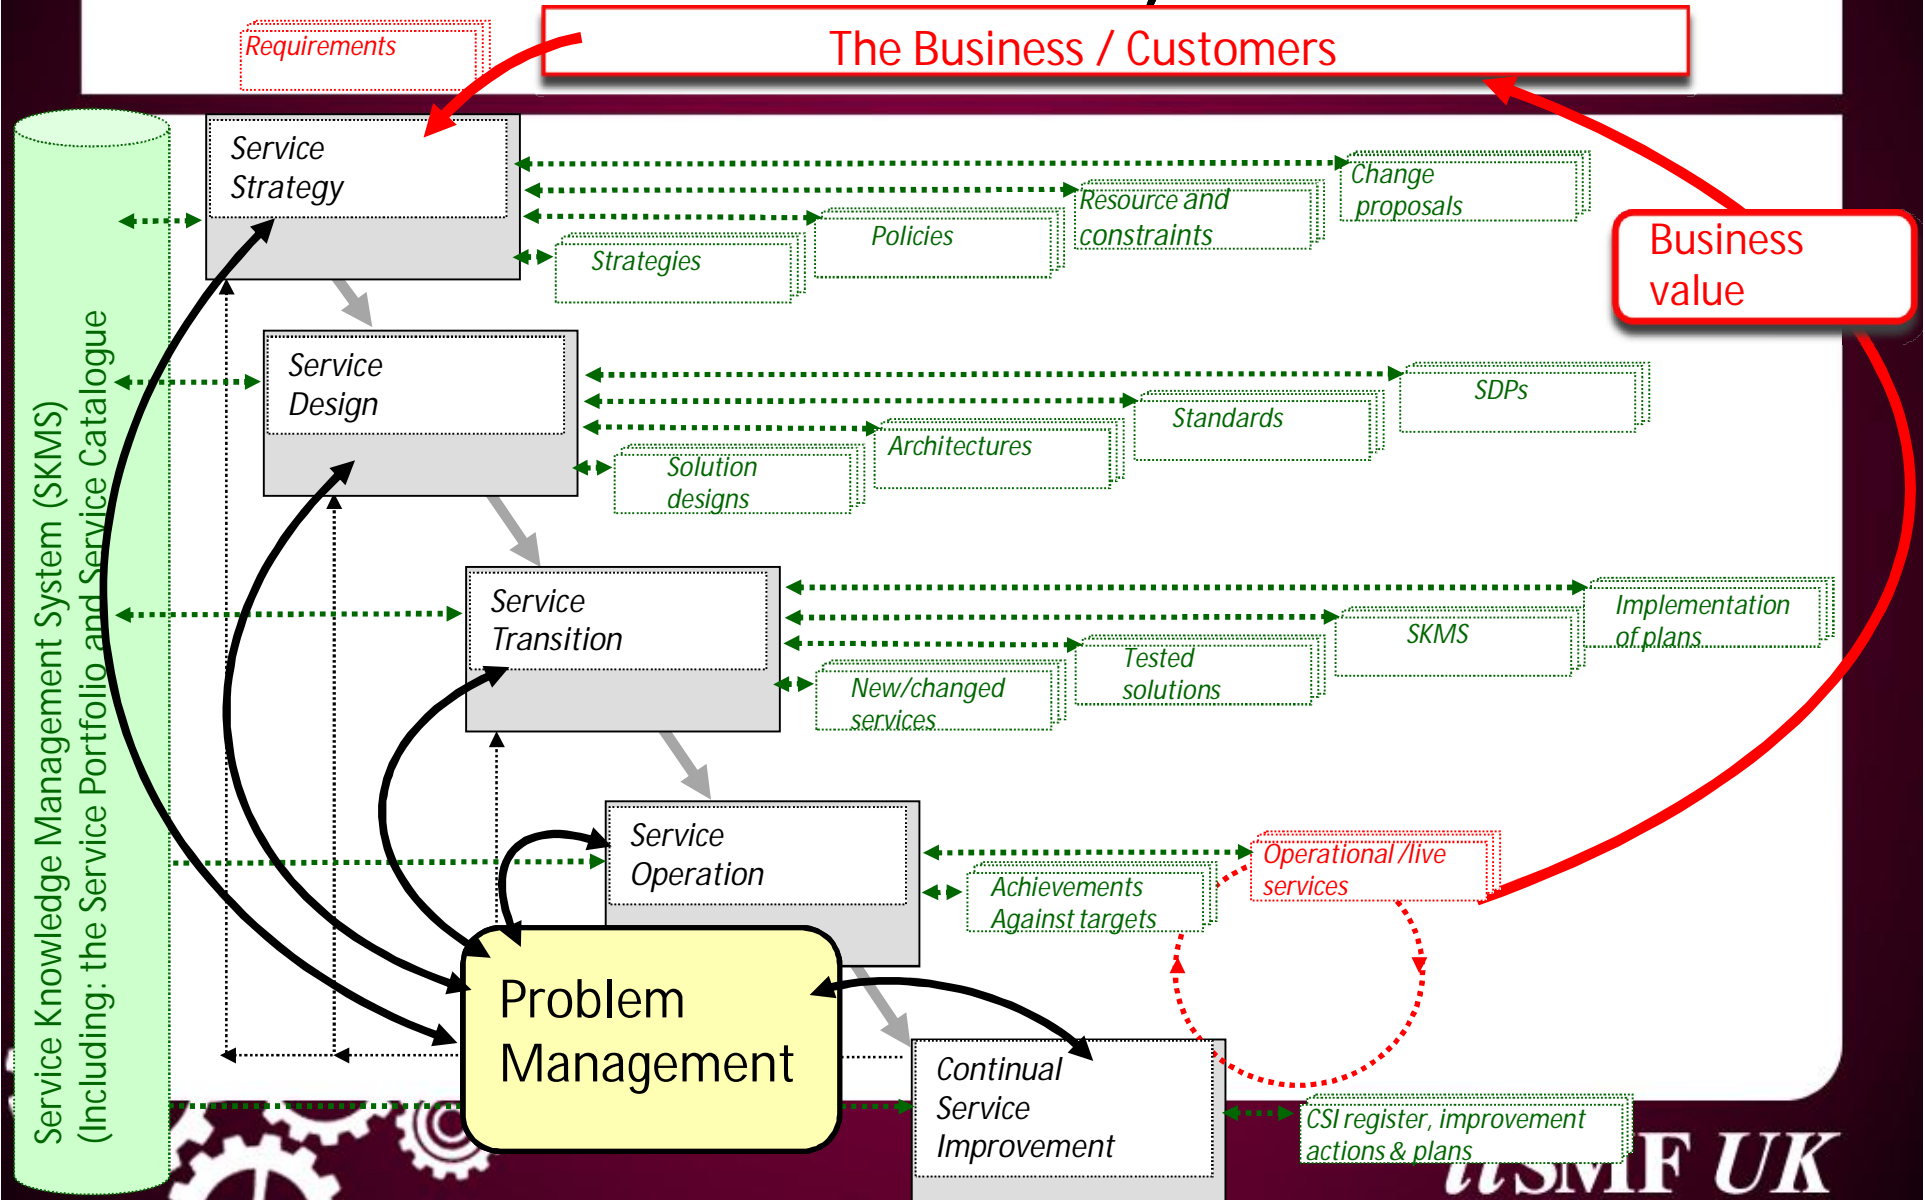 Requirements
The Business / Customers
Service
Strategy
Change
proposals
Resource and
constraints
Policies
Strategies
Business
value
Service Knowledge Management System (SKMS)
(Including: the Service Portfolio and Service Catalogue
Service
Design
SDPs
Standards
Architectures
Solution
designs
Service
Transition
Implementation
of plans
SKMS
Tested
solutions
New/changed
services
Service
Operation
Operational /live
services
Achievements
Against targets
Problem
Management
Continual
Service
Improvement
CSI register, improvement
actions & plans
itSMF UK